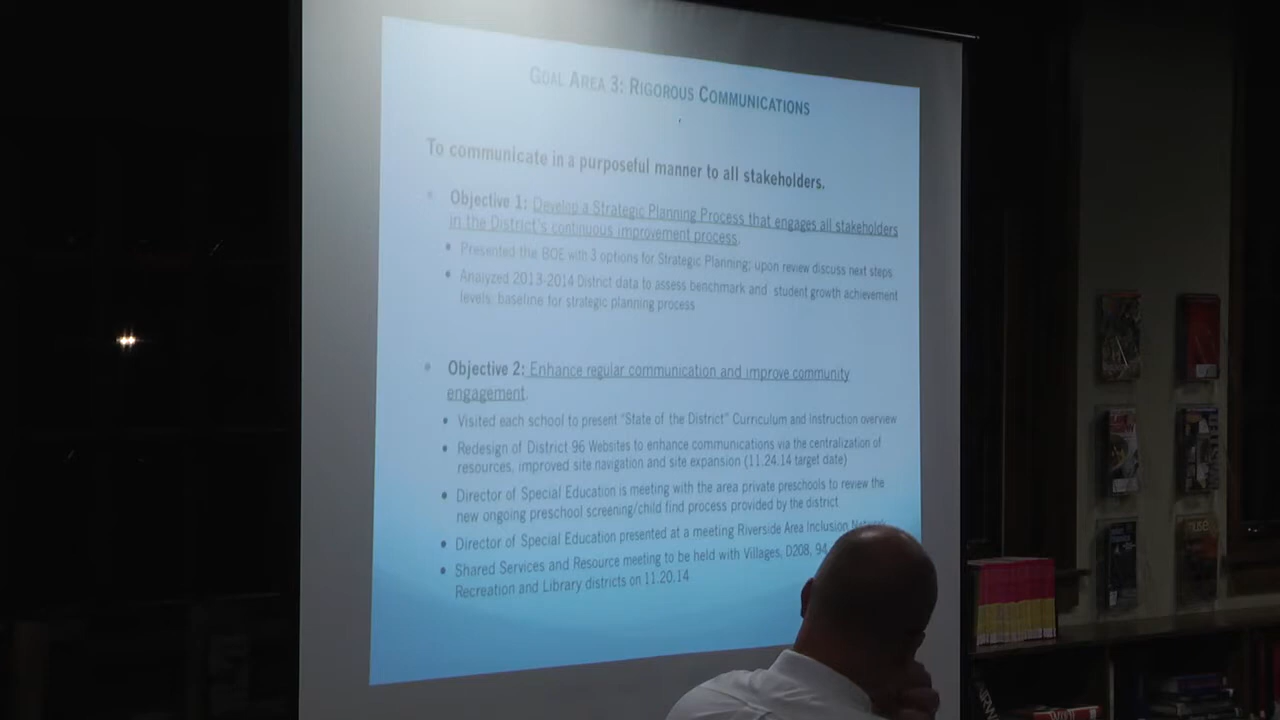 GOAL AREA 3: RIGOROUS COMMUNICATIONS
To communicate in a purposeful manner to all stakeholders.
Objective 1: Develop a Strategic Planning Process that engages all stakeholders
in the District's continuous improvement process.
Presented the BOE with 3 options for Strategic Planning; upon review discuss next steps
Analyzed 2013-2014 District data to assess benchmark and student growth achievement
levels; baseline for strategic planning process
Objective 2: Enhance regular communication and improve community
engagement.
Visited each school to present "State of the District" Curriculum and Instruction overview
Redesign of District 96 Websites to enhance communications via the centralization of
resources, improved site navigation and site expansion (11.24.14 target date)
Director of Special Education is meeting with the area private preschools to review the
new ongoing preschool screening/child find process provided by the district
Director of Special Education presented at a meeting Riverside Area Inclusion Network
Shared Services and Resource meeting to be held with Villages, D208, 94,
Recreation and Library districts on 11.20.14